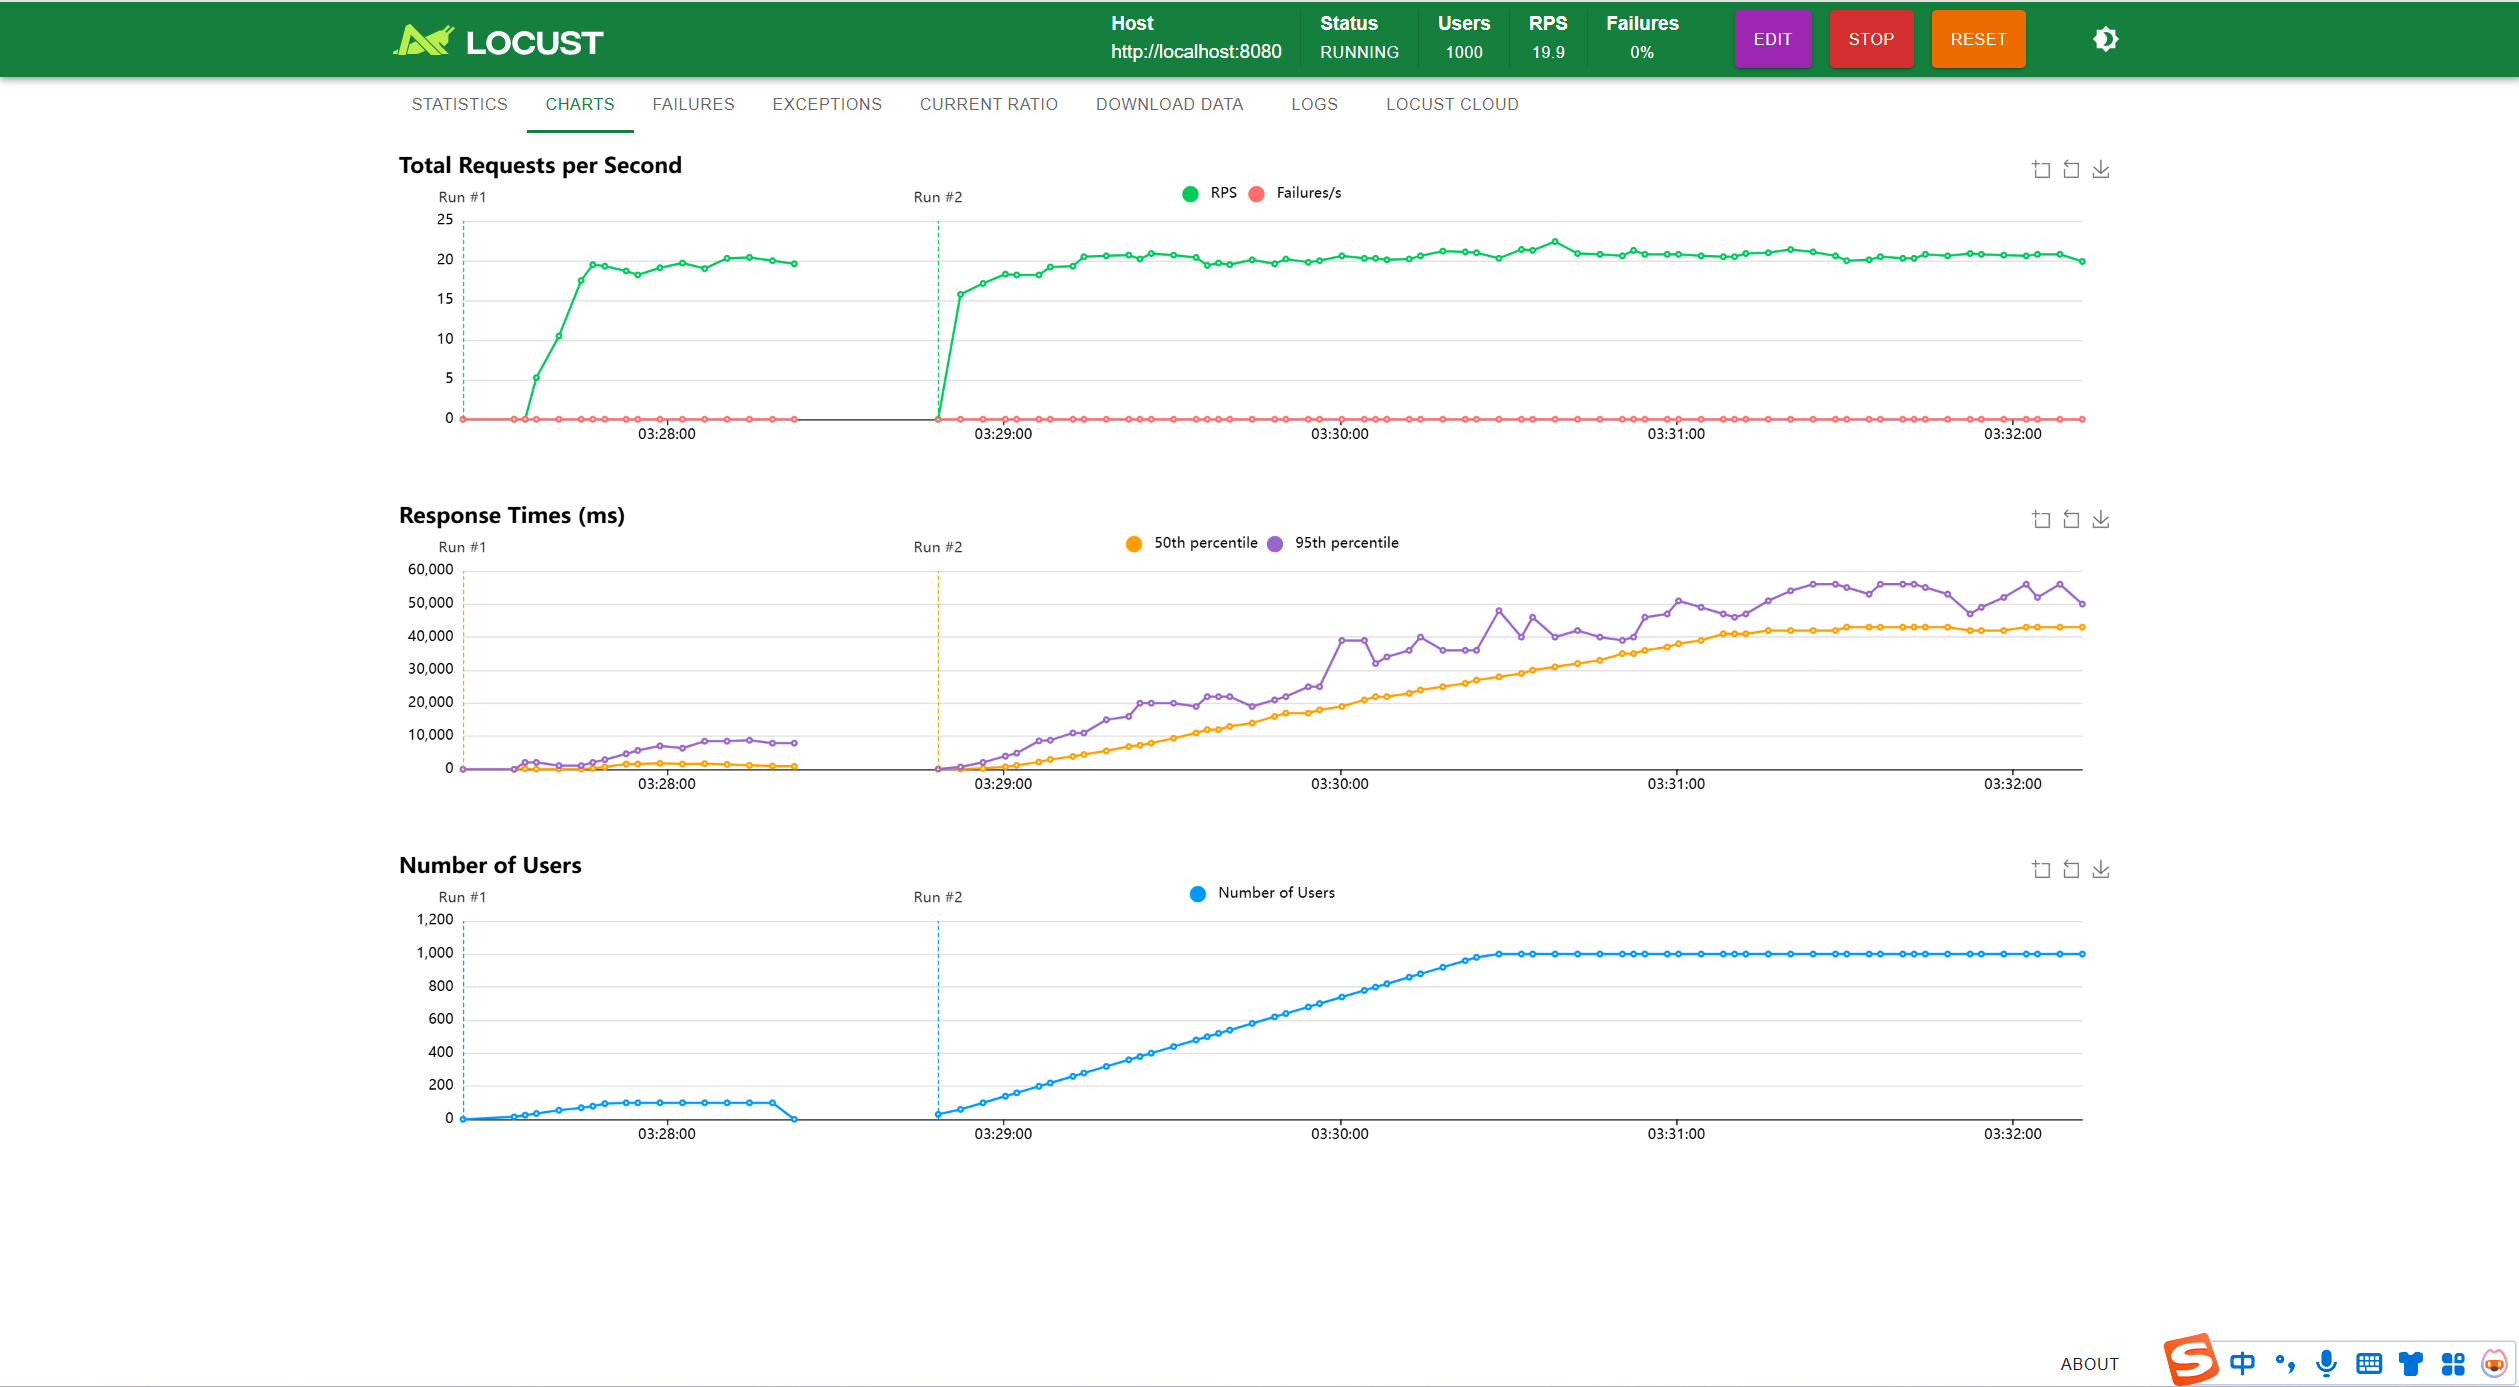 LOCUST
Host
http://localhost:8080
Status
RUNNING
Users
1000
RPS
19.9
Failures
0%
EDIT
STOP
RESET
STATISTICS CHARTS FAILURES EXCEPTIONS CURRENT RATIO DOWNLOAD DATA LOGS LOCUST CLOUD
Total Requests per Second
Run #1 Run #2
RPS Failures/s
25
20
15
10
5
0
03:28:00 03:29:00 03:30:00 03:31:00 03:32:00
Response Times (ms)
Run #1 Run #2
50th percentile 95th percentile
60,000
50,000
40,000
30,000
20,000
10,000
0
03:28:00 03:29:00 03:30:00 03:31:00 03:32:00
Number of Users
Run #1 Run #2
Number of Users
1,200
1,000
800
600
400
200
0
03:28:00 03:29:00 03:30:00 03:31:00 03:32:00
ABOUT
S 中